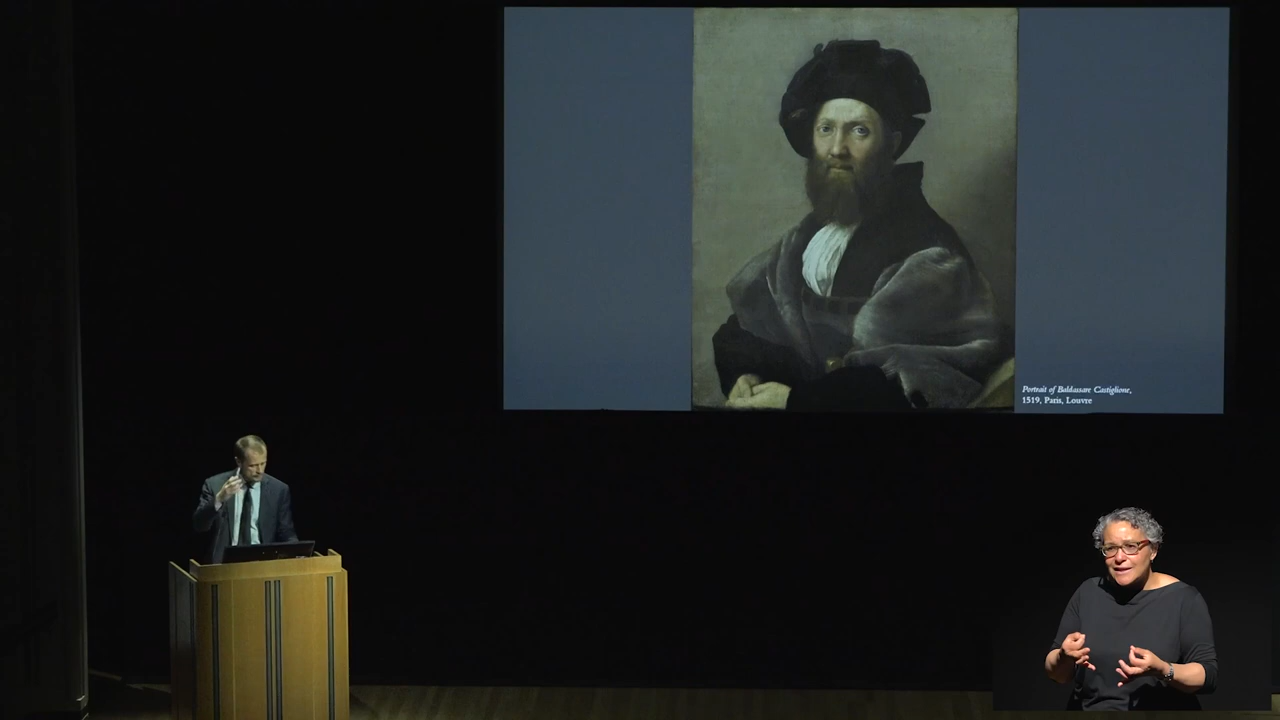 Portrait of Baldassare Castiglione,
1519, Paris, Louvre